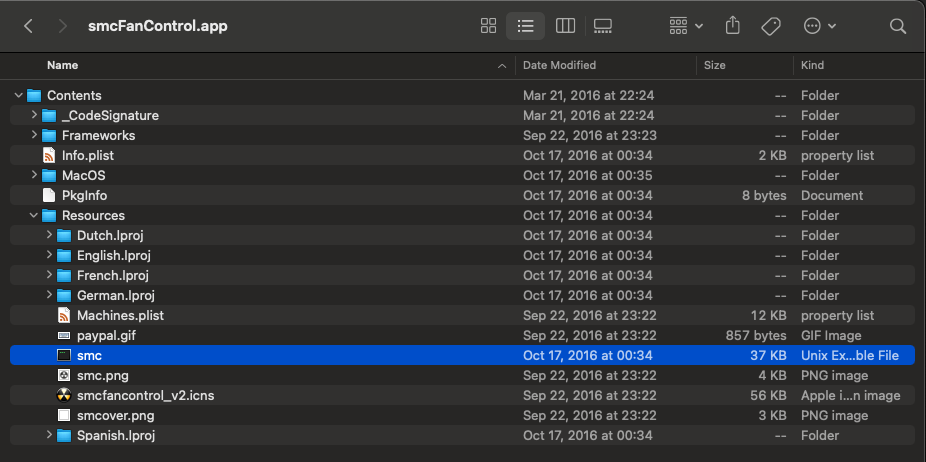 smcFanControl.app
Name Date Modified Size Kind
Contents Mar 21, 2016 at 22:24 -- Folder
_CodeSignature Mar 21, 2016 at 22:24 -- Folder
Frameworks Sep 22, 2016 at 23:23 -- Folder
Info.plist Oct 17, 2016 at 00:34 2 KB property list
MacOS Oct 17, 2016 at 00:35 -- Folder
PkgInfo Oct 17, 2016 at 00:34 8 bytes Document
Resources Oct 17, 2016 at 00:34 -- Folder
Dutch.lproj Oct 17, 2016 at 00:34 -- Folder
English.lproj Oct 17, 2016 at 00:34 -- Folder
French.lproj Oct 17, 2016 at 00:34 -- Folder
German.lproj Oct 17, 2016 at 00:34 -- Folder
Machines.plist Sep 22, 2016 at 23:22 12 KB property list
paypal.gif Sep 22, 2016 at 23:22 857 bytes GIF Image
smc Oct 17, 2016 at 00:34 37 KB Unix Ex...ble File
smc.png Sep 22, 2016 at 23:22 4 KB PNG image
smcfancontrol_v2.icns Sep 22, 2016 at 23:22 56 KB Apple i...n image
smcover.png Sep 22, 2016 at 23:22 3 KB PNG image
Spanish.lproj Oct 17, 2016 at 00:34 -- Folder